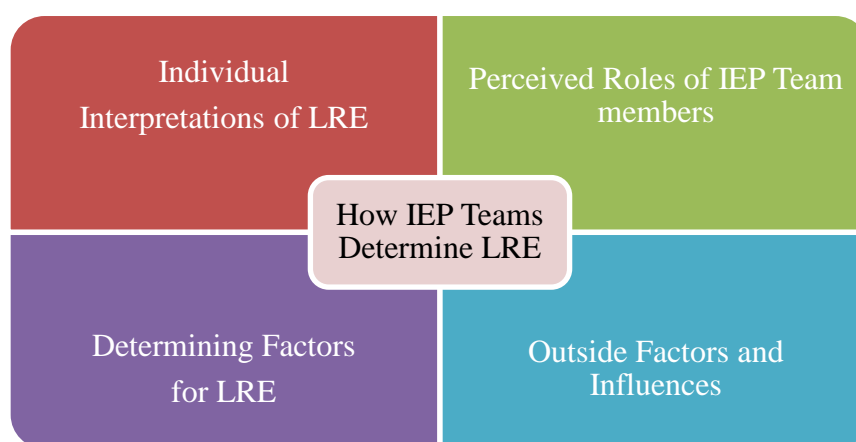 Individual
Interpretations of LRE
Perceived Roles of IEP Team
members
How IEP Teams
Determine LRE
Determining Factors
for LRE
Outside Factors and
Influences